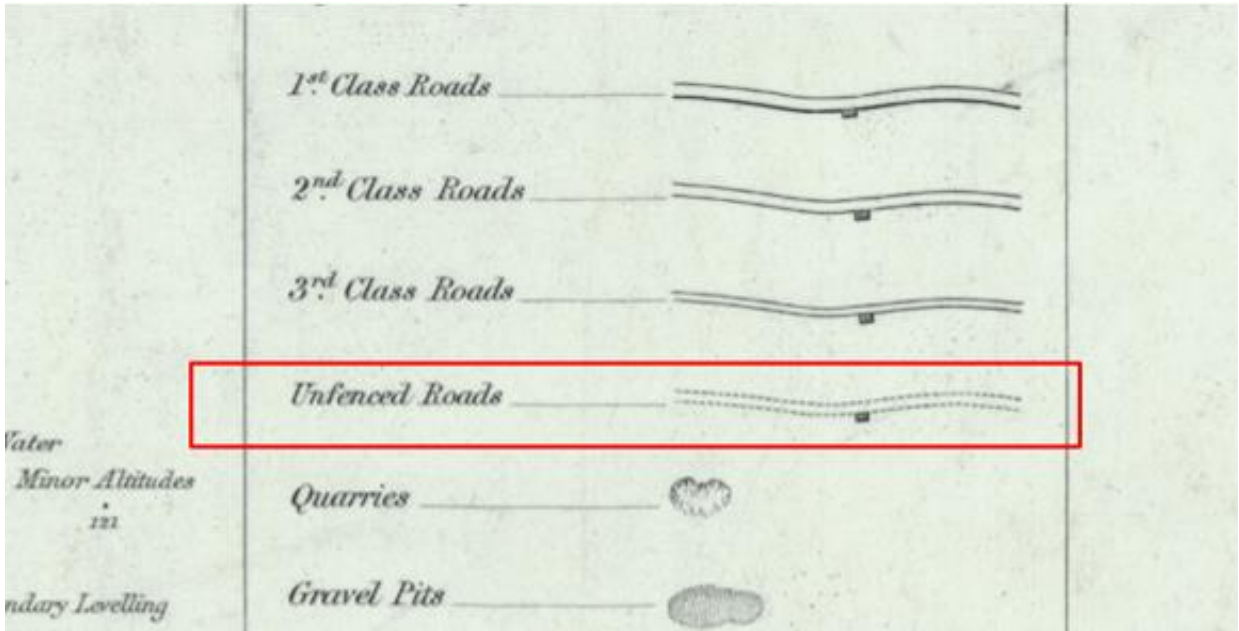 1st. Class Roads
2nd. Class Roads
3rd. Class Roads
Unfenced Roads
Water
Minor Altitudes
121
Quarries
Gravel Pits
ndary Levelling